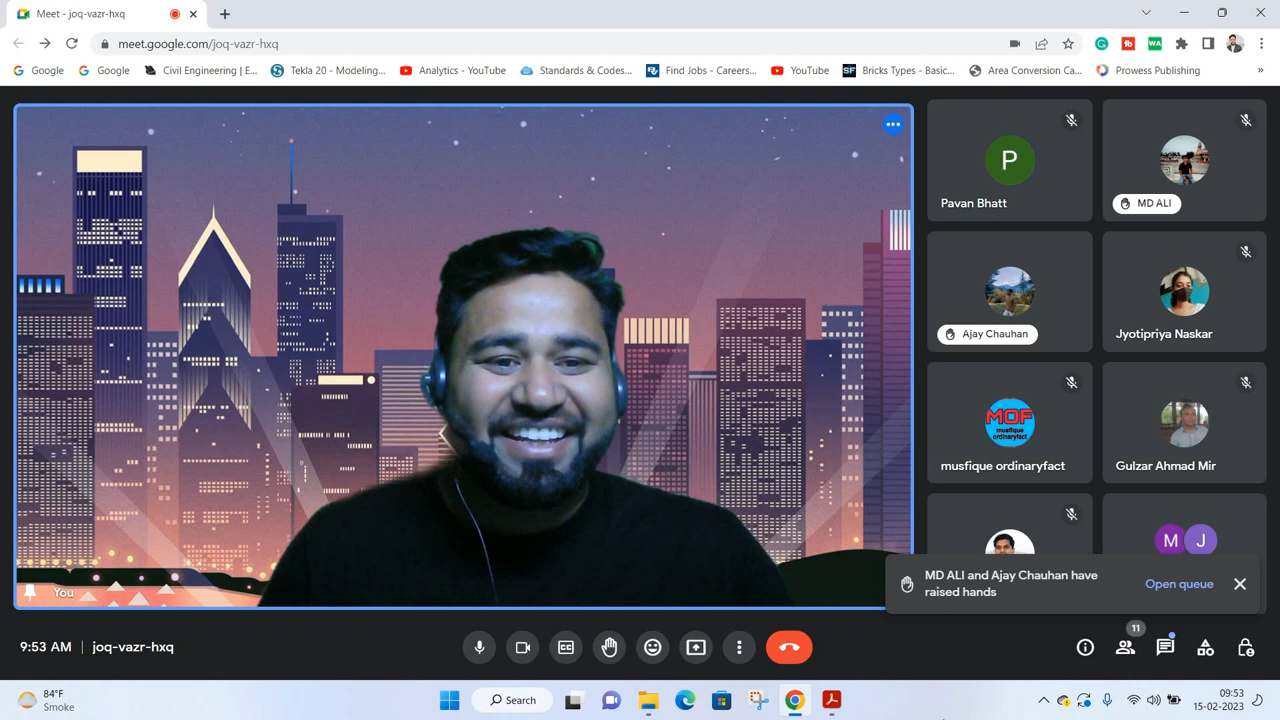 Meet - joq-vazr-hxq
meet.google.com/joq-vazr-hxq
Google
Google
Civil Engineering | E...
Tekla 20 - Modeling...
Analytics - YouTube
Standards & Codes...
Find Jobs - Careers...
YouTube
SF
Bricks Types - Basic...
Area Conversion Ca...
Prowess Publishing
»
P
Pavan Bhatt
MD ALI
Ajay Chauhan
Jyotipriya Naskar
MOF
musfique
ordinaryfact
musfique ordinaryfact
Gulzar Ahmad Mir
M J
MD ALI and Ajay Chauhan have
raised hands
Open queue
You
9:53 AM | joq-vazr-hxq
CC
11
84°F
Smoke
Search
09:53
15-02-2023